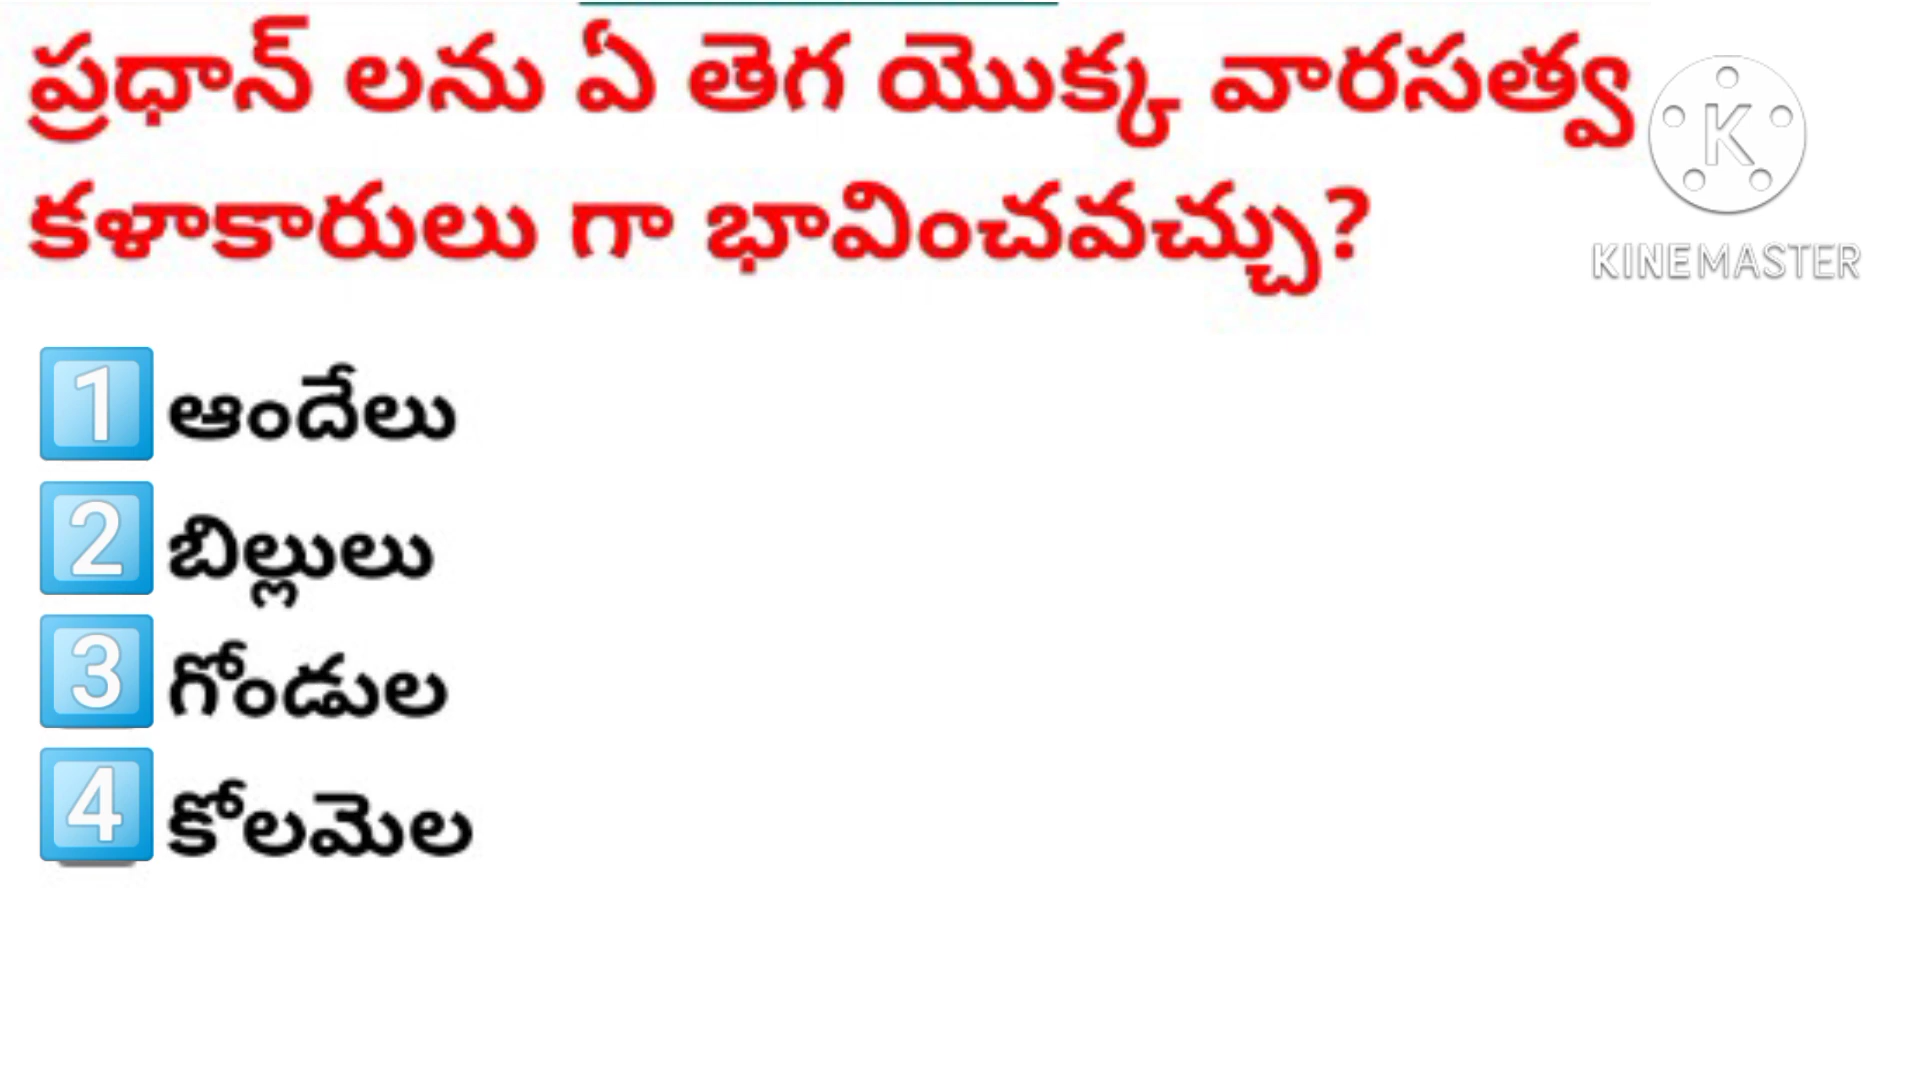 ప్రధాన్ లను ఏ తెగ యొక్క వారసత్వ
కళాకారులు గా భావించవచ్చు?
K
KINEMASTER
1 ఆందేలు
2 బిల్లులు
3 గోండుల
4 కోలమెల